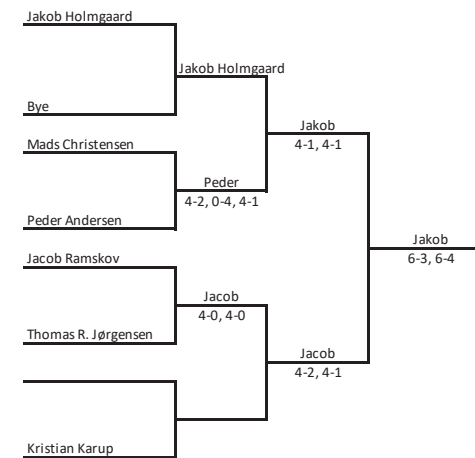 Jakob Holmgaard
Jakob Holmgaard
Bye
Jakob
4-1, 4-1
Mads Christensen
Peder
4-2, 0-4, 4-1
Peder Andersen
Jakob
6-3, 6-4
Jacob Ramskov
Jacob
4-0, 4-0
Thomas R. Jørgensen
Jacob
4-2, 4-1
Kristian Karup